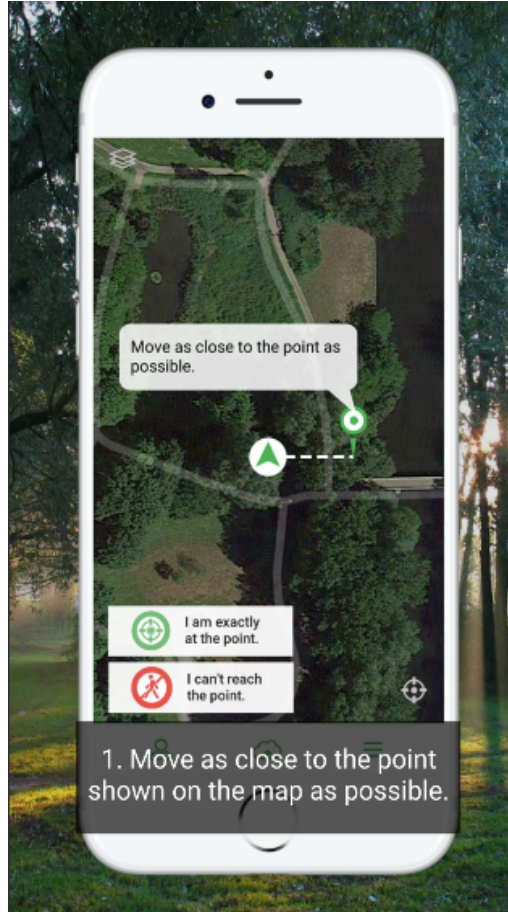 Move as close to the point as
possible.
I am exactly
at the point.
I can't reach
the point.
1. Move as close to the point
shown on the map as possible.